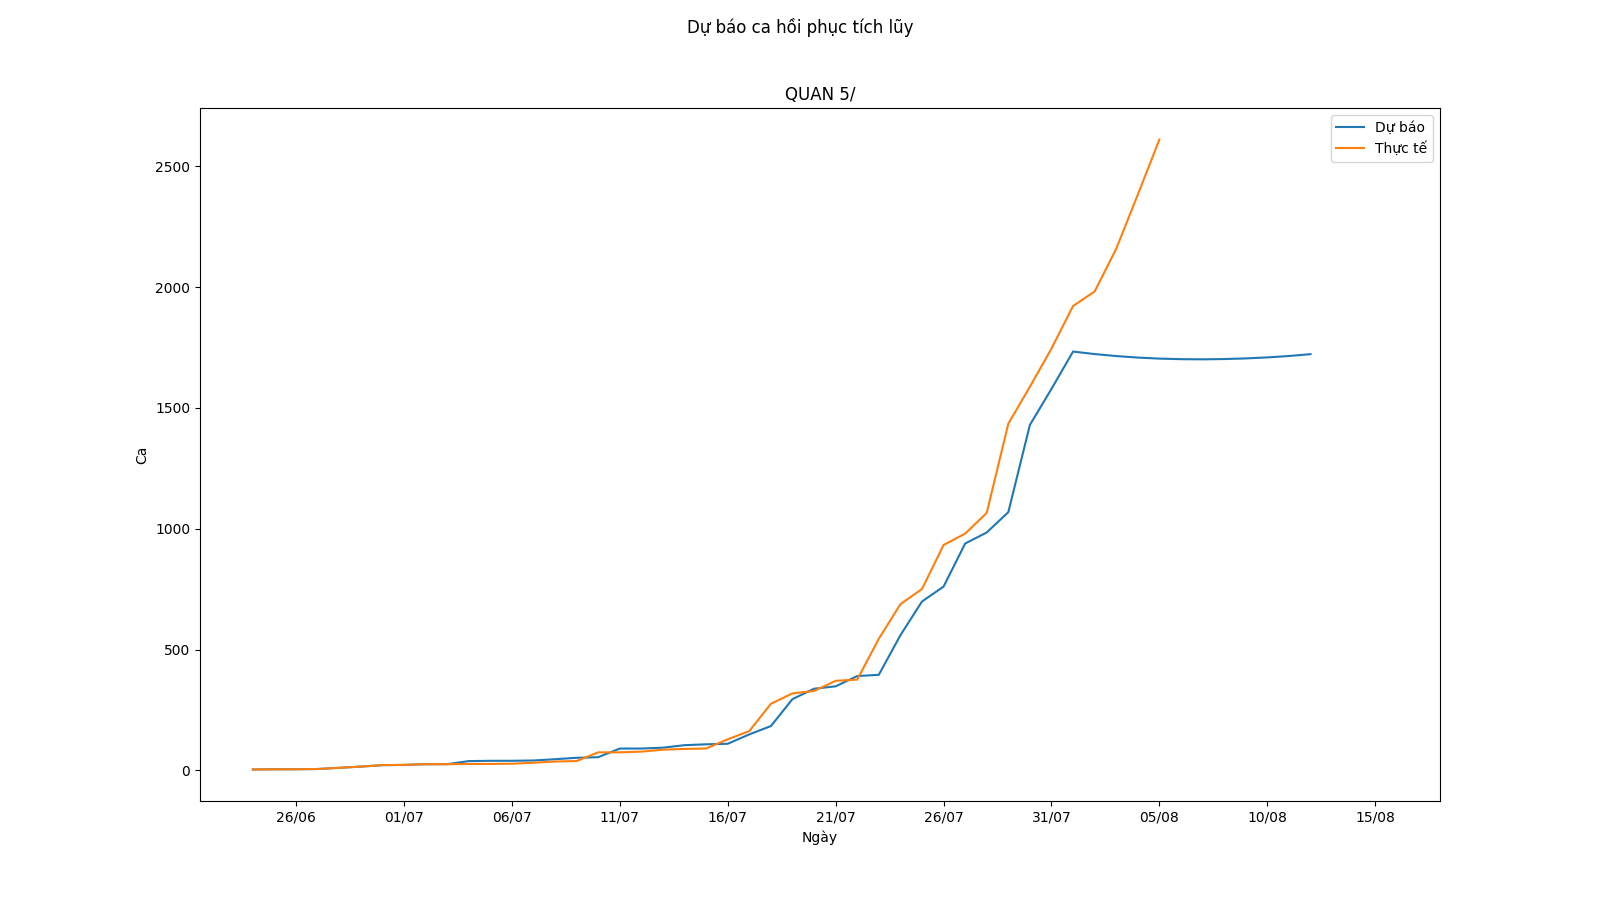 Dự báo ca hồi phục tích lũy
QUAN 5/
Dự báo
Thực tế
2500
2000
1500
1000
500
0
Ca
26/06 01/07 06/07 11/07 16/07 21/07 26/07 31/07 05/08 10/08 15/08
Ngày